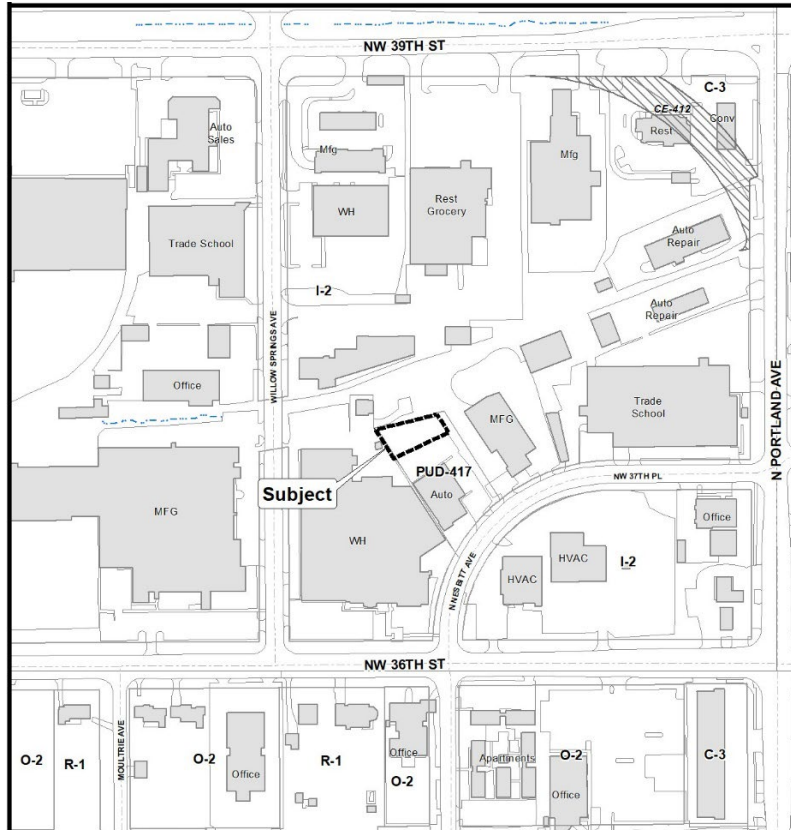 NW 39TH ST
C-3
CE-412
Rest
Conv
Auto
Sales
Mfg
Mfg
WH
Rest
Grocery
Trade School
Auto
Repair
I-2
Auto
Repair
WILLOW SPRINGS AVE
N PORTLAND AVE
Office
Trade
School
MFG
PUD-417
NW 37TH PL
Subject
Auto
Office
MFG
WH
N NESBITT AVE
HVAC
HVAC
I-2
NW 36TH ST
MOULTRIE AVE
O-2
R-1
O-2
Office
R-1
Office
O-2
Apartments
O-2
Office
C-3